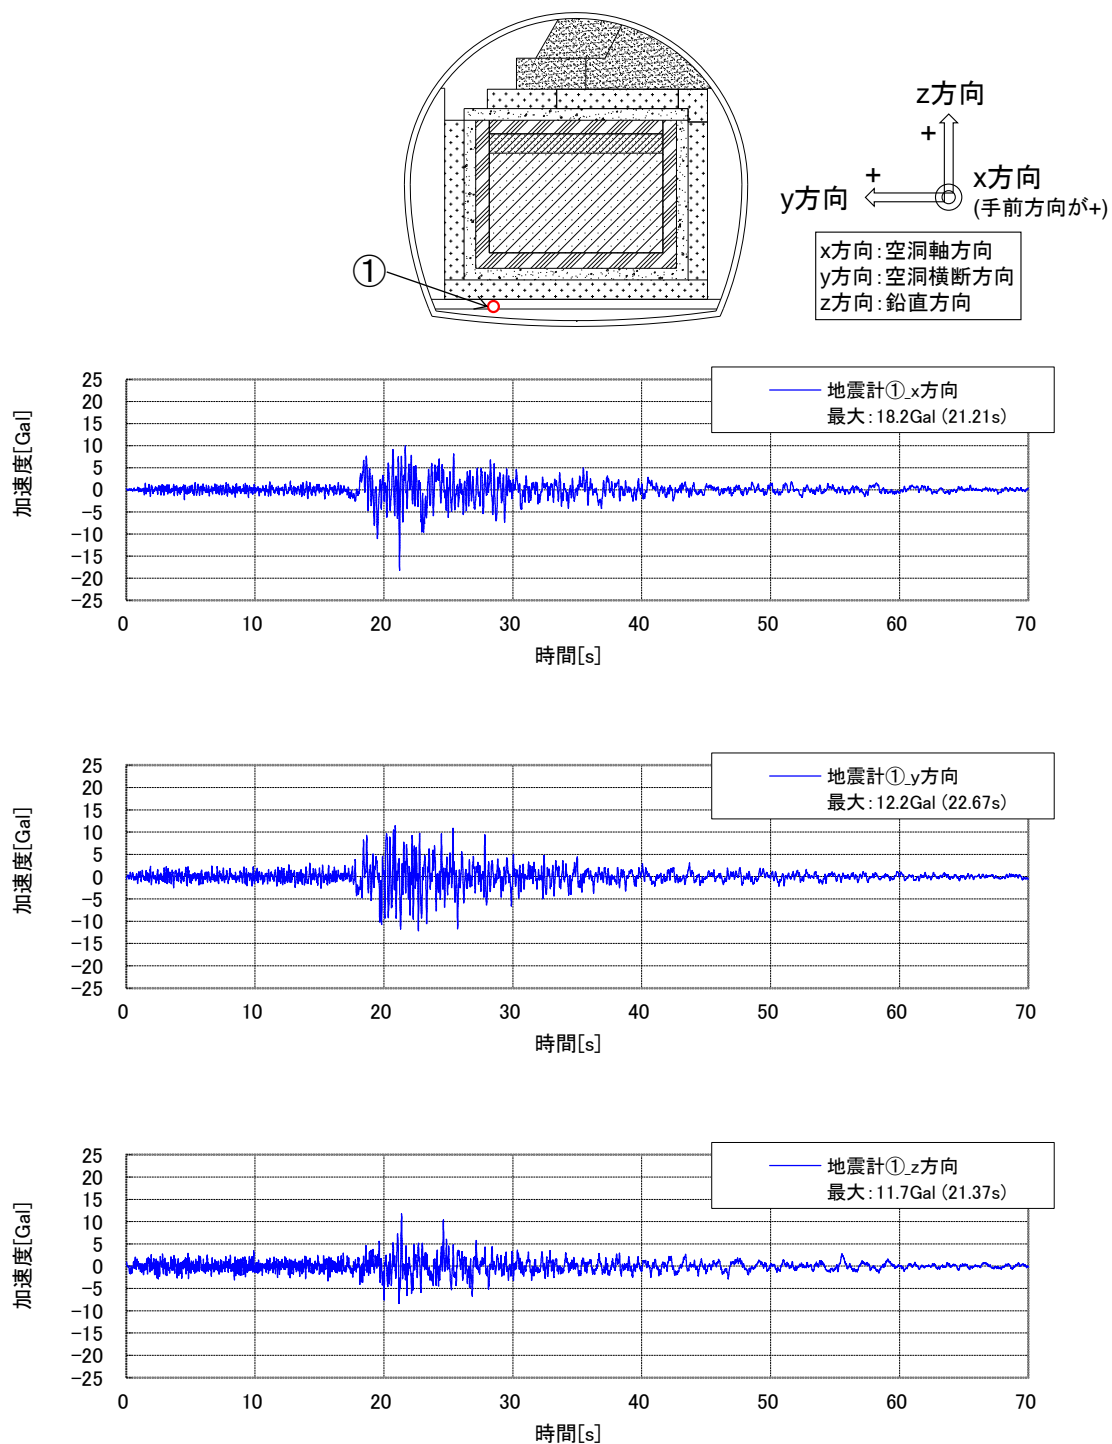 z方向
+
+
y方向
x方向
(手前方向が+)
x方向:空洞軸方向
y方向:空洞横断方向
z方向:鉛直方向
①
地震計①_x方向
最大:18.2Gal (21.21s)
加速度[Gal]
25
20
15
10
5
0
-5
-10
-15
-20
-25
0 10 20 30 40 50 60 70
時間[s]
地震計①_y方向
最大:12.2Gal (22.67s)
加速度[Gal]
25
20
15
10
5
0
-5
-10
-15
-20
-25
0 10 20 30 40 50 60 70
時間[s]
地震計①_z方向
最大:11.7Gal (21.37s)
加速度[Gal]
25
20
15
10
5
0
-5
-10
-15
-20
-25
0 10 20 30 40 50 60 70
時間[s]